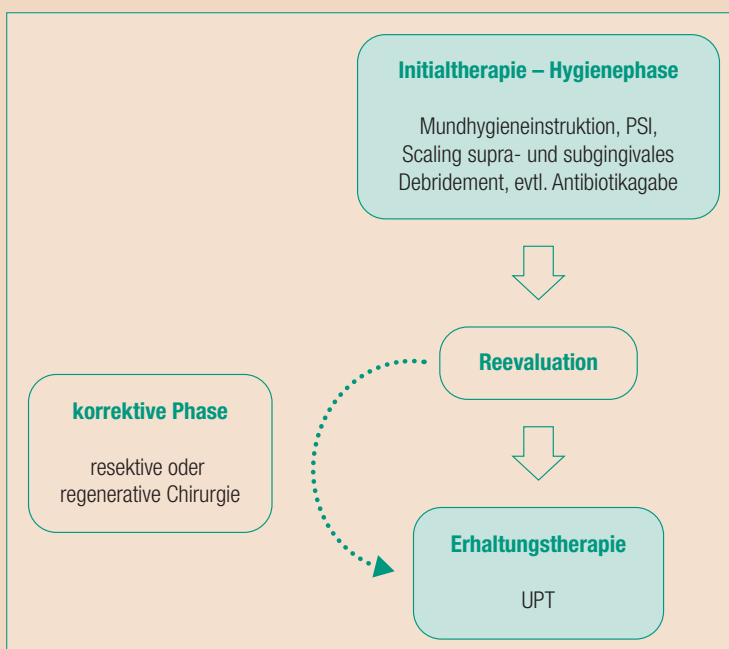 Initialtherapie – Hygienephase
Mundhygieneinstruktion, PSI,
Scaling supra- und subgingivales
Debridement, evtl. Antibiotikagabe
Reevaluation
korrektive Phase
resektive oder
regenerative Chirurgie
Erhaltungstherapie
UPT